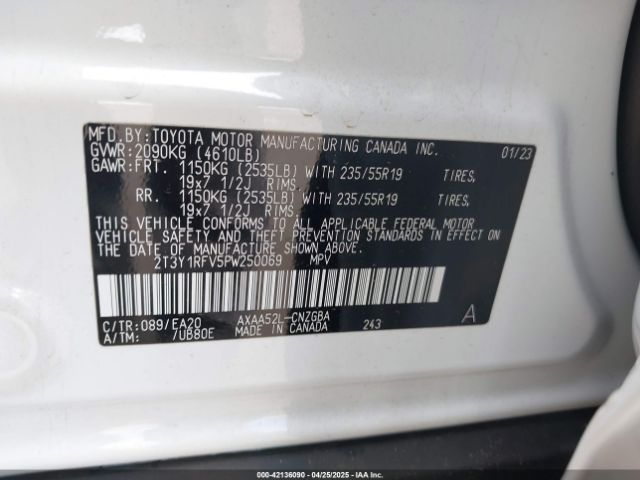 MFD. BY: TOYOTA MOTOR MANUFACTURING CANADA INC. 01/23
GVWR: 2090KG (4610LB)
GAWR: FRT. 1150KG (2535LB) WITH 235/55R19 TIRES,
19x7 1/2J RIMS.
RR. 1150KG (2535LB) WITH 235/55R19 TIRES,
19x7 1/2J RIMS.
THIS VEHICLE CONFORMS TO ALL APPLICABLE FEDERAL MOTOR
VEHICLE SAFETY AND THEFT PREVENTION STANDARDS IN EFFECT
ON THE DATE OF MANUFACTURE SHOWN ABOVE.
2T3Y1RFV5PW250069 MPV
C/TR: 089/EA20 AXAA52L-CNZGBA 243 A
A/TM: /UB80E MADE IN CANADA
000-42136090 - 04/25/2025 - IAA Inc.